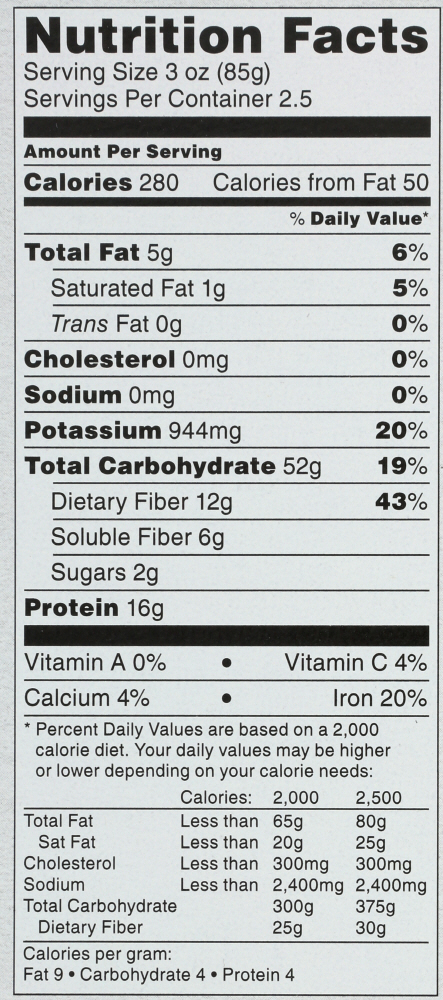 Nutrition Facts
Serving Size 3 oz (85g)
Servings Per Container 2.5
Amount Per Serving
Calories 280 Calories from Fat 50
% Daily Value*
Total Fat 5g 6%
Saturated Fat 1g 5%
Trans Fat 0g 0%
Cholesterol 0mg 0%
Sodium 0mg 0%
Potassium 944mg 20%
Total Carbohydrate 52g 19%
Dietary Fiber 12g 43%
Soluble Fiber 6g
Sugars 2g
Protein 16g
Vitamin A 0% • Vitamin C 4%
Calcium 4% • Iron 20%
* Percent Daily Values are based on a 2,000
calorie diet. Your daily values may be higher
or lower depending on your calorie needs:
Calories: 2,000 2,500
Total Fat Less than 65g 80g
Sat Fat Less than 20g 25g
Cholesterol Less than 300mg 300mg
Sodium Less than 2,400mg 2,400mg
Total Carbohydrate 300g 375g
Dietary Fiber 25g 30g
Calories per gram:
Fat 9 • Carbohydrate 4 • Protein 4